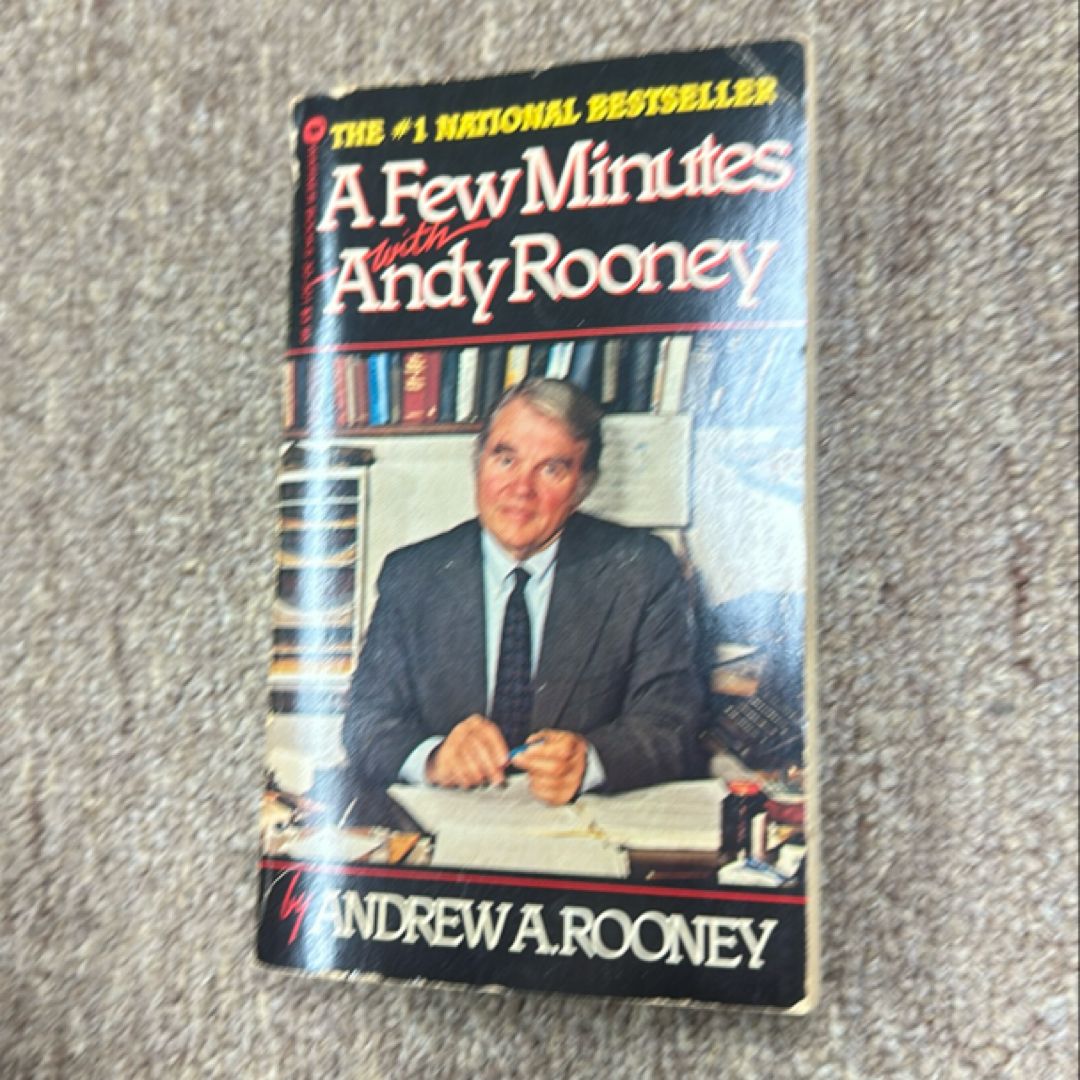 THE #1 NATIONAL BESTSELLER
A Few Minutes
with
Andy Rooney
by ANDREW A. ROONEY